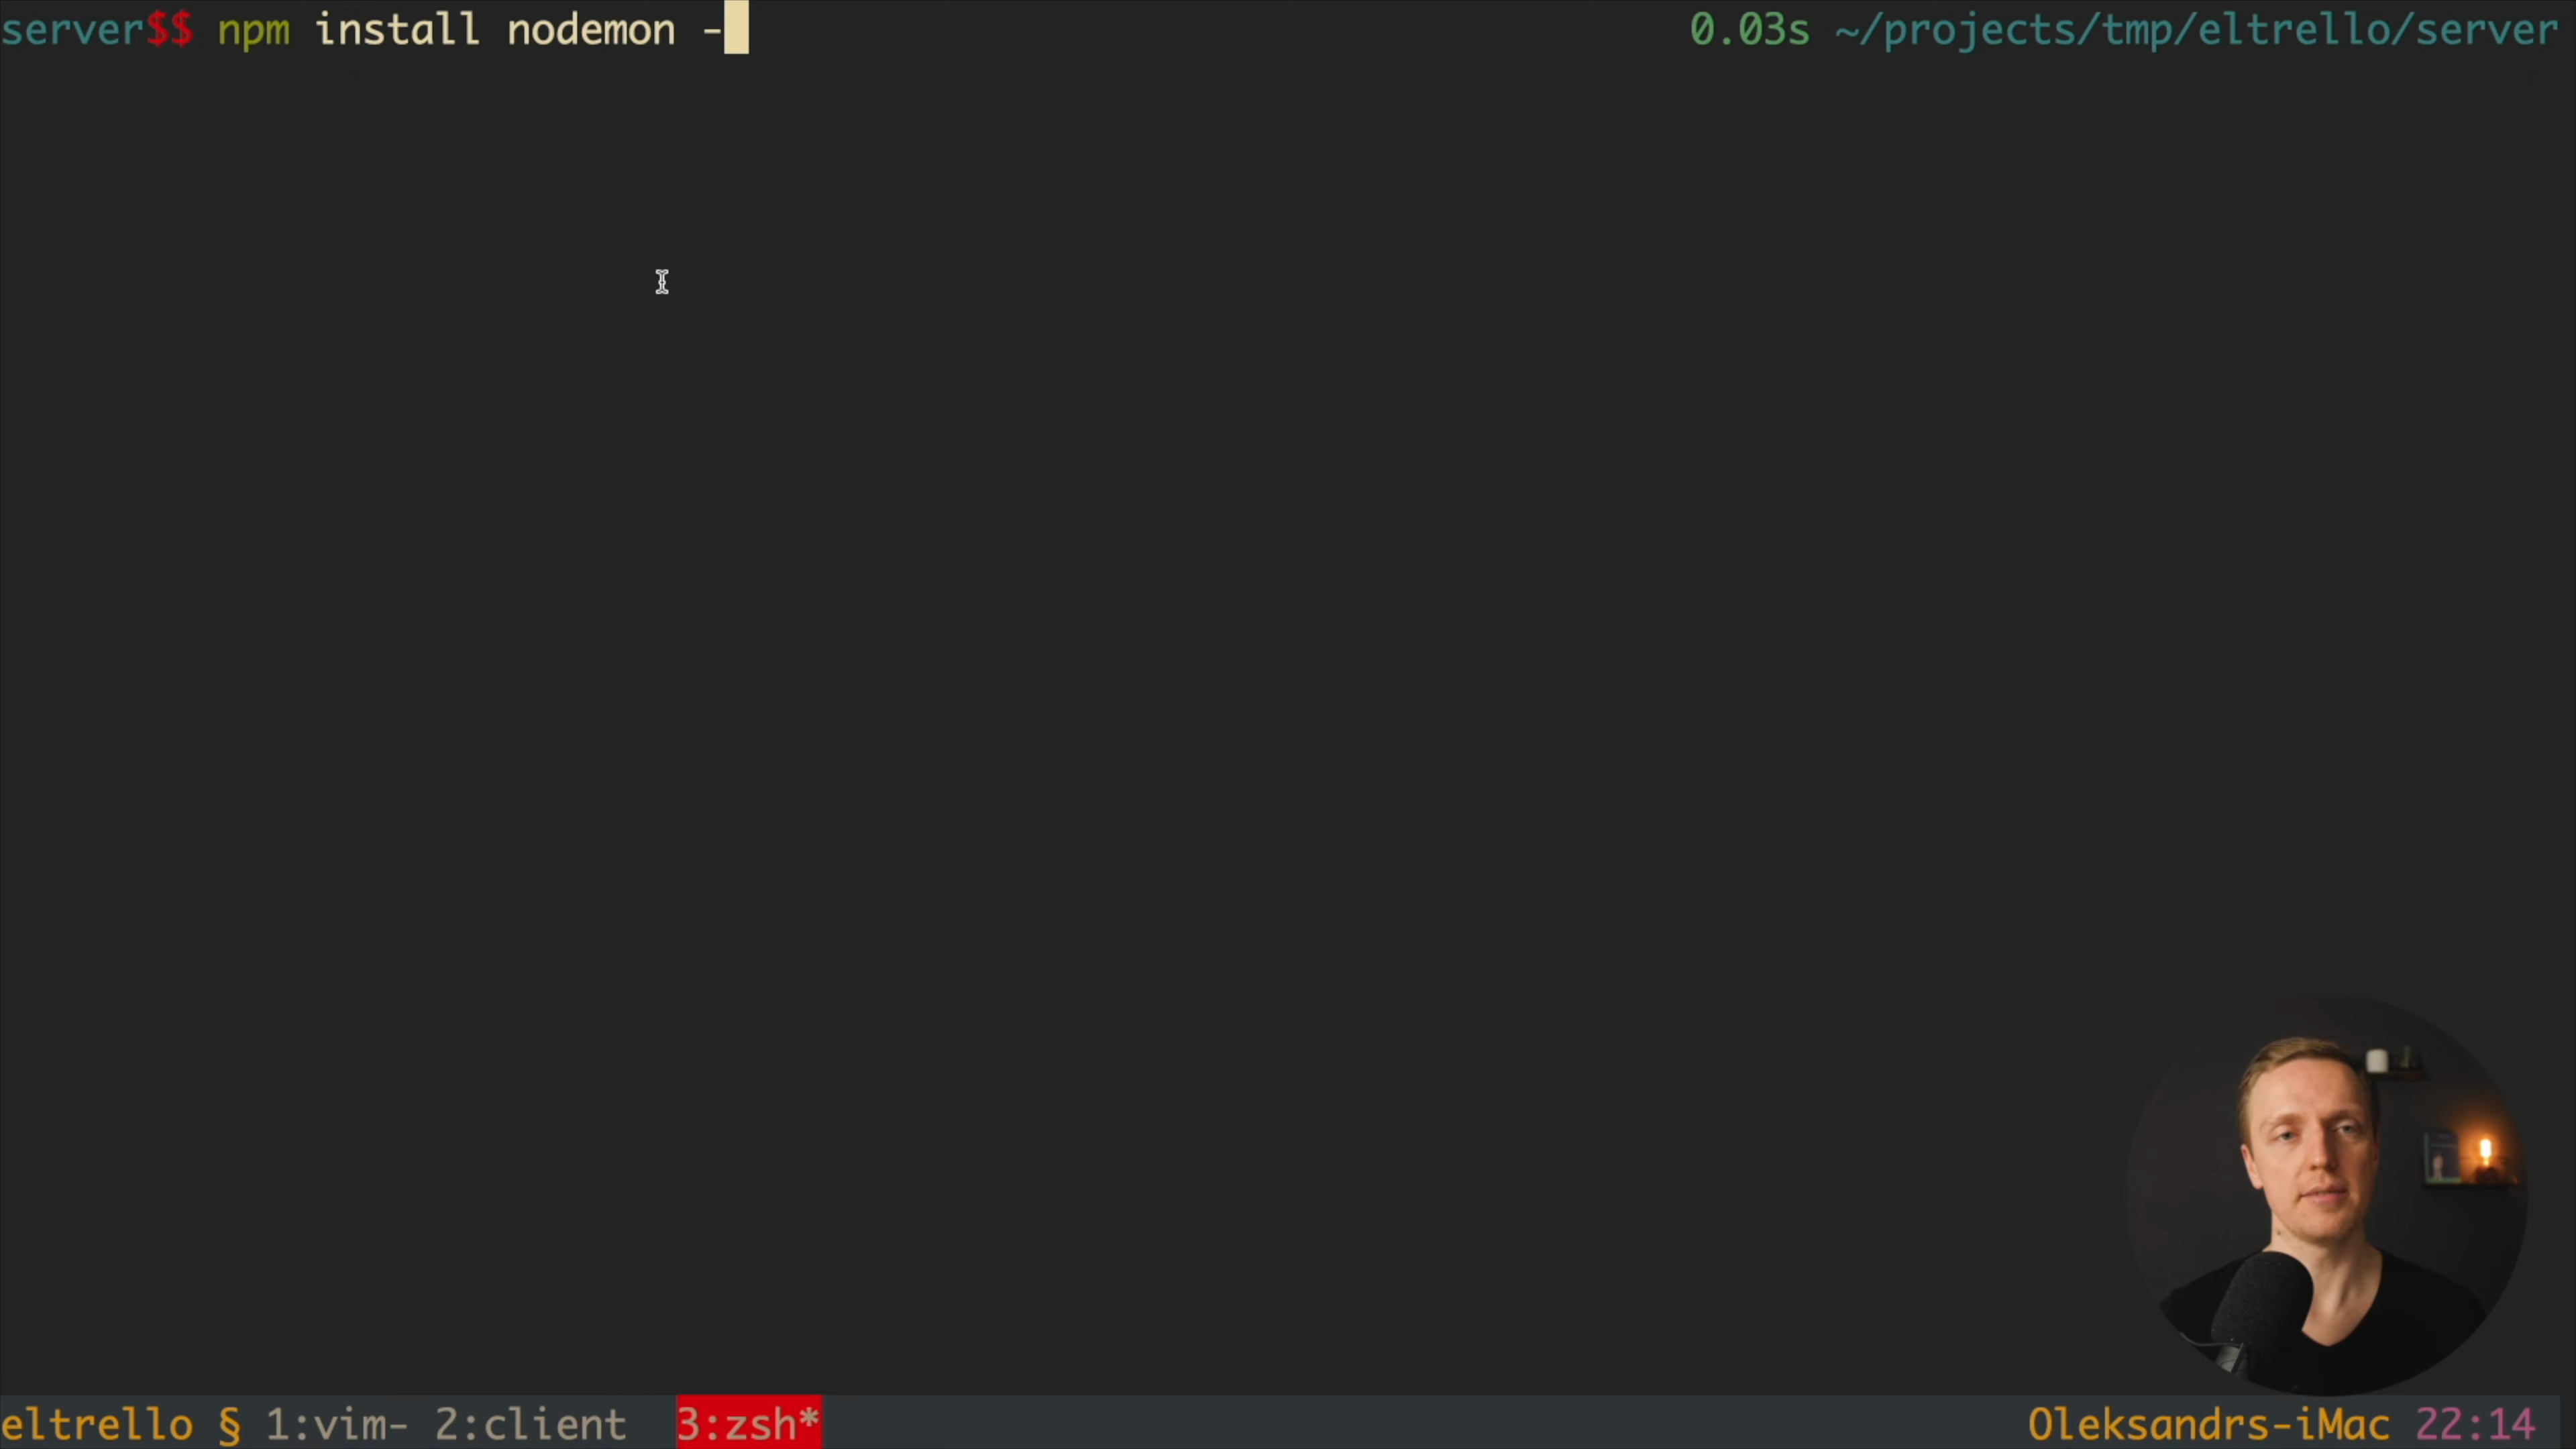 server$$ npm install nodemon - 0.03s ~/projects/tmp/eltrello/server
eltrello § 1:vim- 2:client 3:zsh* Oleksandrs-iMac 22:14